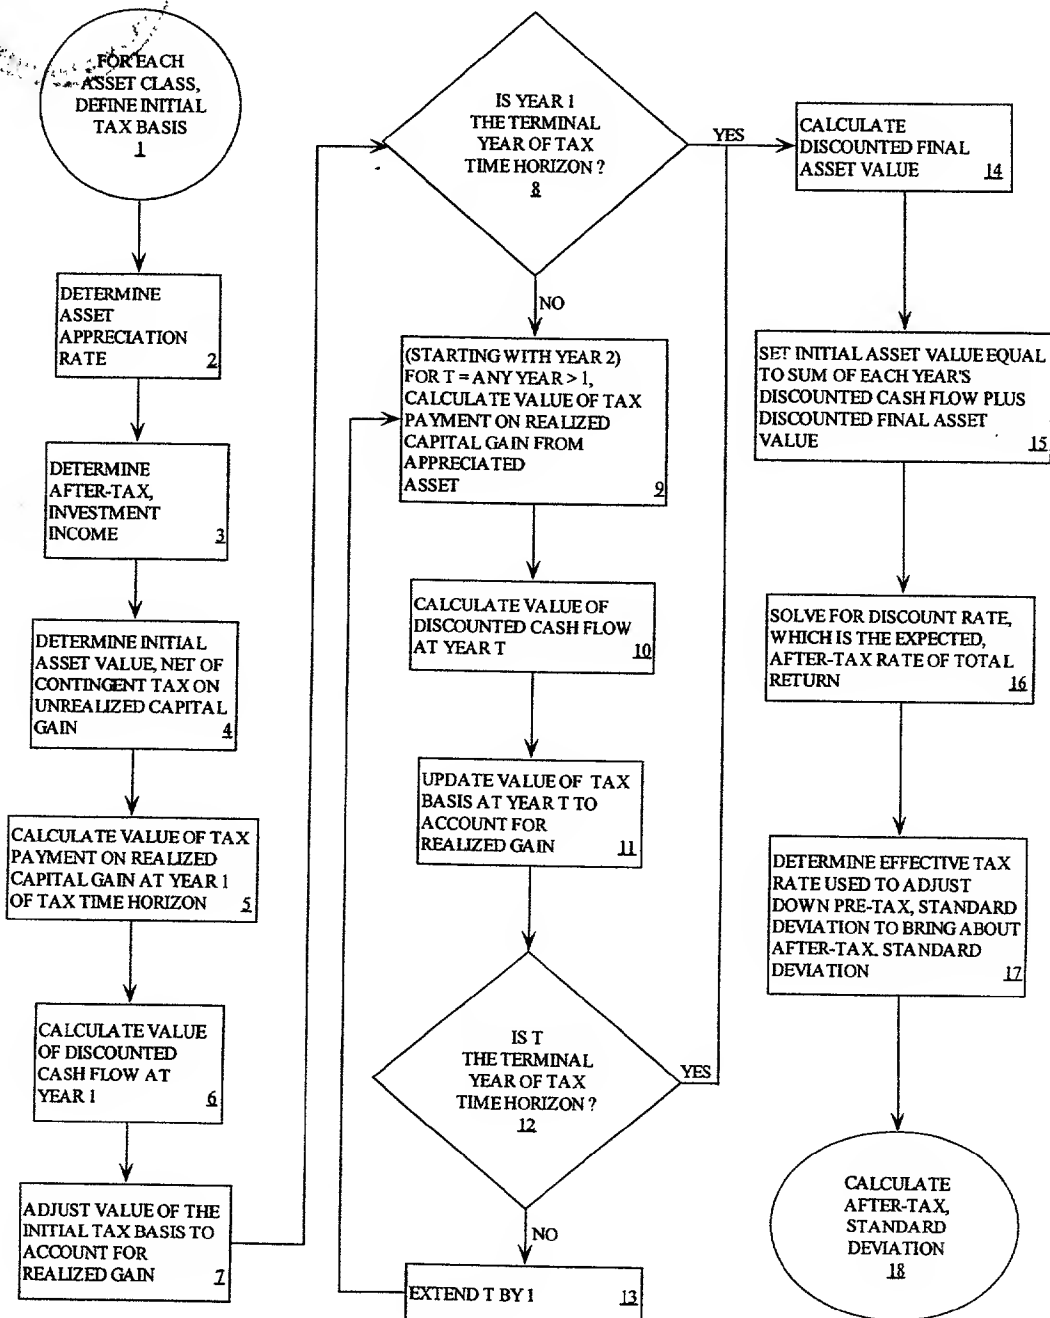 FOR EACH
ASSET CLASS,
DEFINE INITIAL
TAX BASIS
1
DETERMINE
ASSET
APPRECIATION
RATE 2
DETERMINE
AFTER-TAX,
INVESTMENT
INCOME 3
DETERMINE INITIAL
ASSET VALUE, NET OF
CONTINGENT TAX ON
UNREALIZED CAPITAL
GAIN 4
CALCULATE VALUE OF TAX
PAYMENT ON REALIZED
CAPITAL GAIN AT YEAR 1
OF TAX TIME HORIZON 5
CALCULATE VALUE
OF DISCOUNTED
CASH FLOW AT
YEAR 1 6
ADJUST VALUE OF THE
INITIAL TAX BASIS TO
ACCOUNT FOR
REALIZED GAIN 7
IS YEAR 1
THE TERMINAL
YEAR OF TAX
TIME HORIZON ?
8
YES
NO
(STARTING WITH YEAR 2)
FOR T = ANY YEAR > 1,
CALCULATE VALUE OF TAX
PAYMENT ON REALIZED
CAPITAL GAIN FROM
APPRECIATED
ASSET 9
CALCULATE VALUE OF
DISCOUNTED CASH FLOW
AT YEAR T 10
UPDATE VALUE OF TAX
BASIS AT YEAR T TO
ACCOUNT FOR
REALIZED GAIN 11
IS T
THE TERMINAL
YEAR OF TAX
TIME HORIZON ?
12
YES
NO
EXTEND T BY 1 13
CALCULATE
DISCOUNTED FINAL
ASSET VALUE 14
SET INITIAL ASSET VALUE EQUAL
TO SUM OF EACH YEAR'S
DISCOUNTED CASH FLOW PLUS
DISCOUNTED FINAL ASSET
VALUE 15
SOLVE FOR DISCOUNT RATE,
WHICH IS THE EXPECTED,
AFTER-TAX RATE OF TOTAL
RETURN 16
DETERMINE EFFECTIVE TAX
RATE USED TO ADJUST
DOWN PRE-TAX, STANDARD
DEVIATION TO BRING ABOUT
AFTER-TAX. STANDARD
DEVIATION 17
CALCULATE
AFTER-TAX,
STANDARD
DEVIATION
18